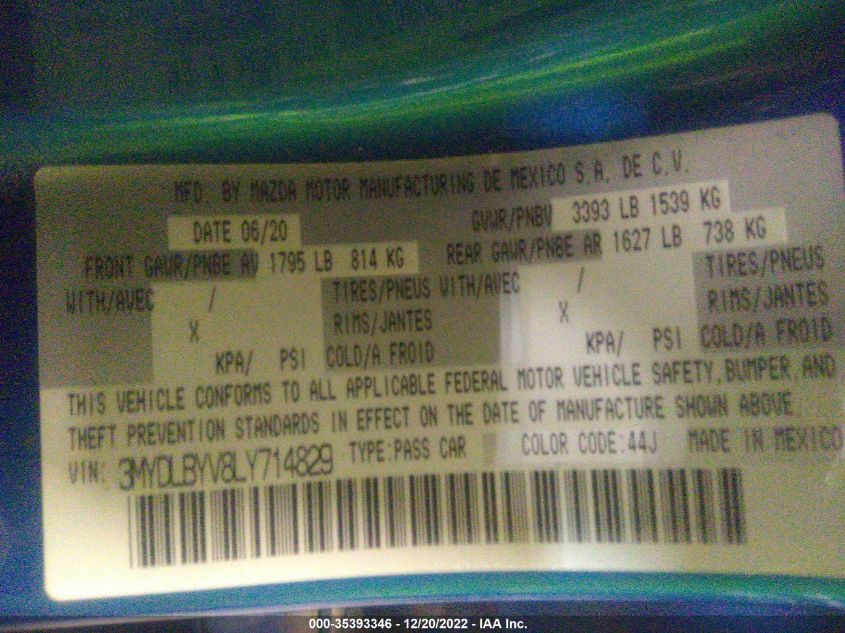 MFD. BY MAZDA MOTOR MANUFACTURING DE MEXICO S.A. DE C.V.
DATE 06/20 GVWR/PNBV 3393 LB 1539 KG
FRONT GAWR/PNBE AV 1795 LB 814 KG REAR GAWR/PNBE AR 1627 LB 738 KG
WITH/AVEC / TIRES/PNEUS WITH/AVEC / TIRES/PNEUS
X RIMS/JANTES X RIMS/JANTES
KPA/ PSI COLD/A FROID KPA/ PSI COLD/A FROID
THIS VEHICLE CONFORMS TO ALL APPLICABLE FEDERAL MOTOR VEHICLE SAFETY, BUMPER, AND
THEFT PREVENTION STANDARDS IN EFFECT ON THE DATE OF MANUFACTURE SHOWN ABOVE.
VIN: 3MYDLBYV8LY714829 TYPE:PASS CAR COLOR CODE:44J MADE IN MEXICO
000-35393346 - 12/20/2022 - IAA Inc.